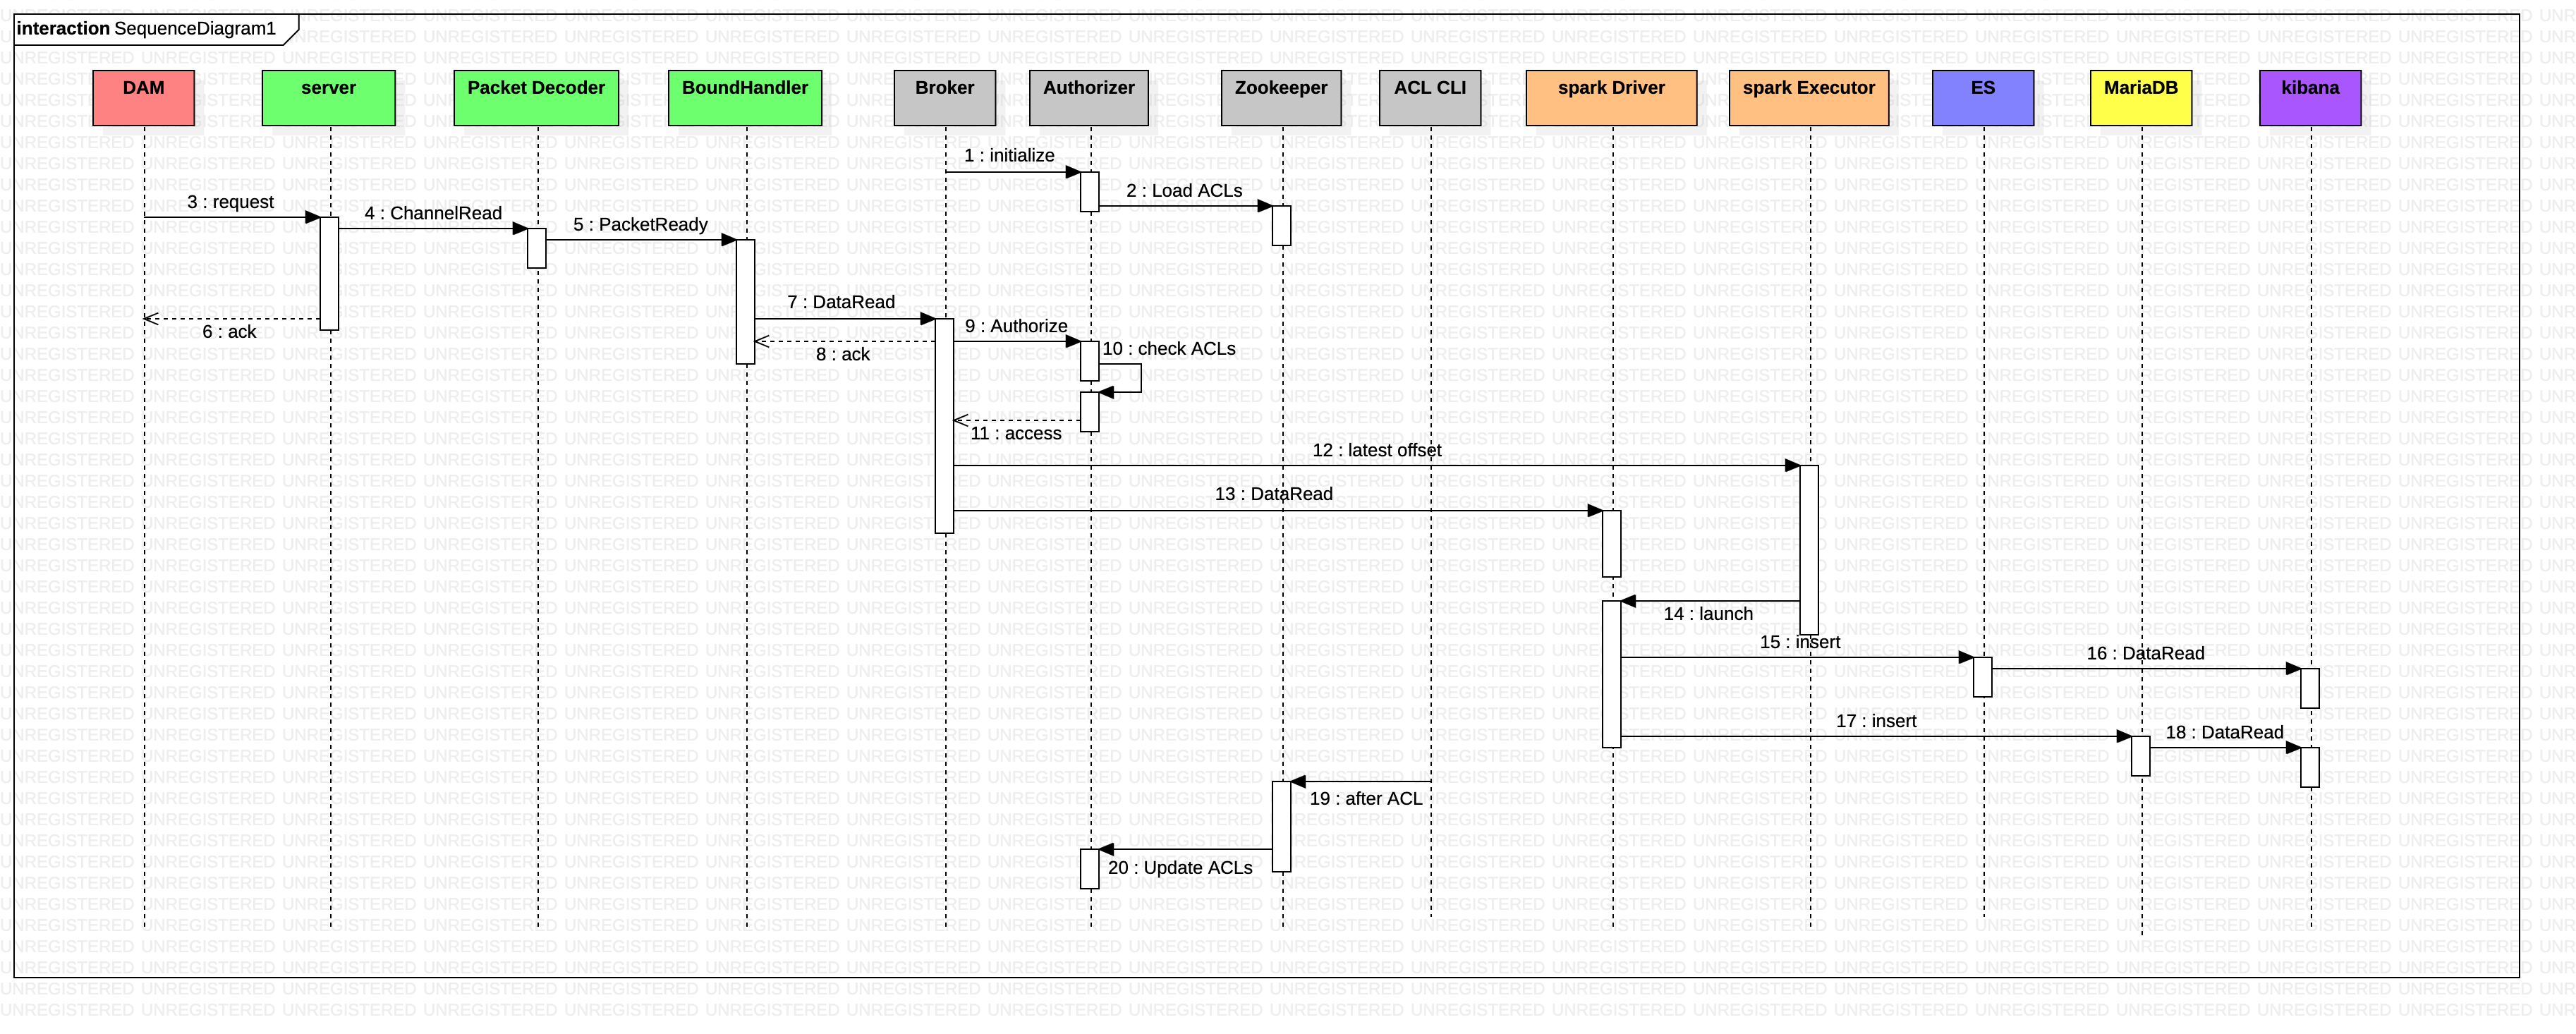 interaction SequenceDiagram1
DAM
server
Packet Decoder
BoundHandler
Broker
Authorizer
Zookeeper
ACL CLI
spark Driver
spark Executor
ES
MariaDB
kibana
1 : initialize
2 : Load ACLs
3 : request
4 : ChannelRead
5 : PacketReady
6 : ack
7 : DataRead
8 : ack
9 : Authorize
10 : check ACLs
11 : access
12 : latest offset
13 : DataRead
14 : launch
15 : insert
16 : DataRead
17 : insert
18 : DataRead
19 : after ACL
20 : Update ACLs
UNREGISTERED